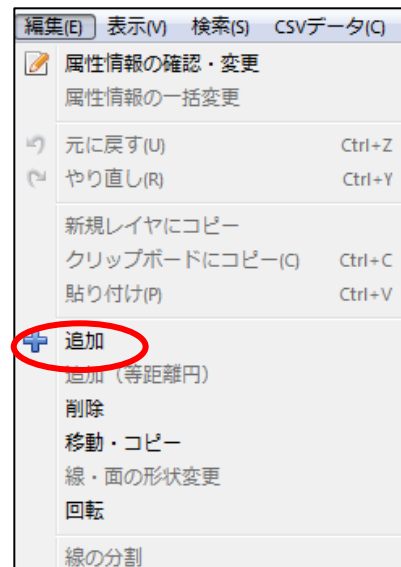 編集(E) 表示(V) 検索(S) CSVデータ(C)
属性情報の確認・変更
属性情報の一括変更
元に戻す(U) Ctrl+Z
やり直し(R) Ctrl+Y
新規レイヤにコピー
クリップボードにコピー(C) Ctrl+C
貼り付け(P) Ctrl+V
追加
追加（等距離円）
削除
移動・コピー
線・面の形状変更
回転
線の分割